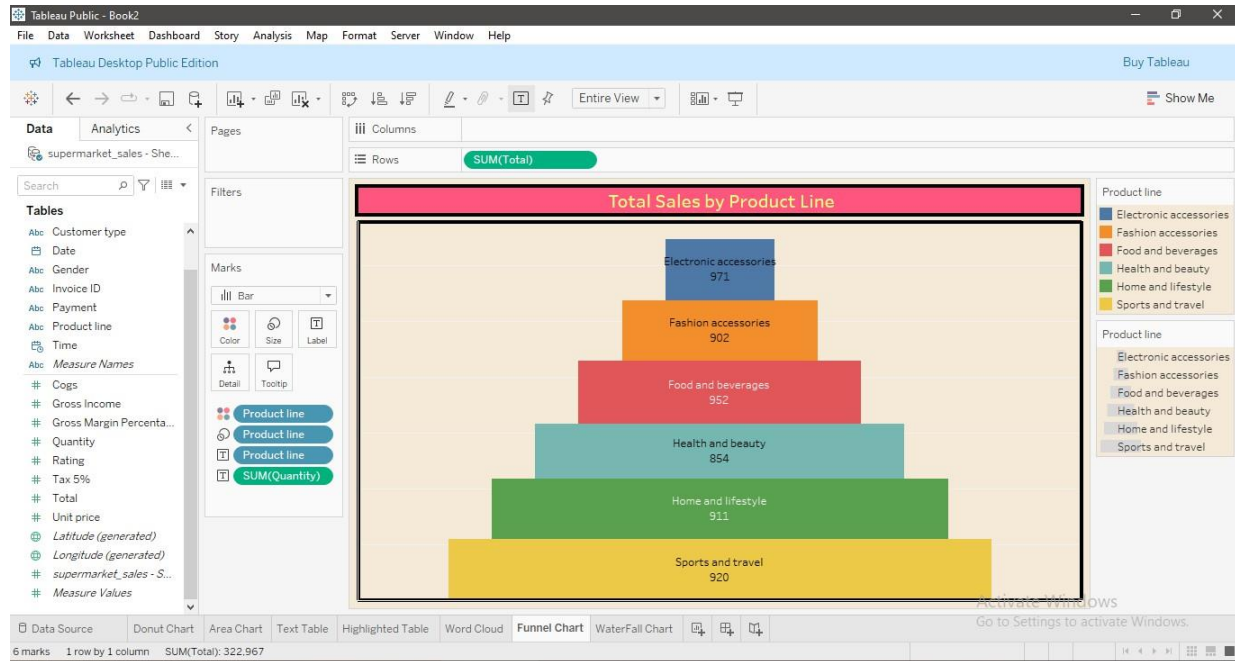 Tableau Public - Book2
File Data Worksheet Dashboard Story Analysis Map Format Server Window Help
Tableau Desktop Public Edition
Buy Tableau
Entire View
Show Me
Data Analytics
supermarket_sales - She...
Search
Tables
Abc Customer type
Date
Abc Gender
Abc Invoice ID
Abc Payment
Abc Product line
Time
Abc Measure Names
# Cogs
# Gross Income
# Gross Margin Percenta...
# Quantity
# Rating
# Tax 5%
# Total
# Unit price
Latitude (generated)
Longitude (generated)
# supermarket_sales - S...
# Measure Values
Pages
Filters
Marks
Bar
Color Size Label
Detail Tooltip
Product line
Product line
Product line
SUM(Quantity)
Columns
Rows SUM(Total)
Total Sales by Product Line
Electronic accessories
971
Fashion accessories
902
Food and beverages
952
Health and beauty
854
Home and lifestyle
911
Sports and travel
920
Product line
Electronic accessories
Fashion accessories
Food and beverages
Health and beauty
Home and lifestyle
Sports and travel
Product line
Electronic accessories
Fashion accessories
Food and beverages
Health and beauty
Home and lifestyle
Sports and travel
Activate Windows
Go to Settings to activate Windows.
Data Source Donut Chart Area Chart Text Table Highlighted Table Word Cloud Funnel Chart WaterFall Chart
6 marks 1 row by 1 column SUM(Total): 322,967